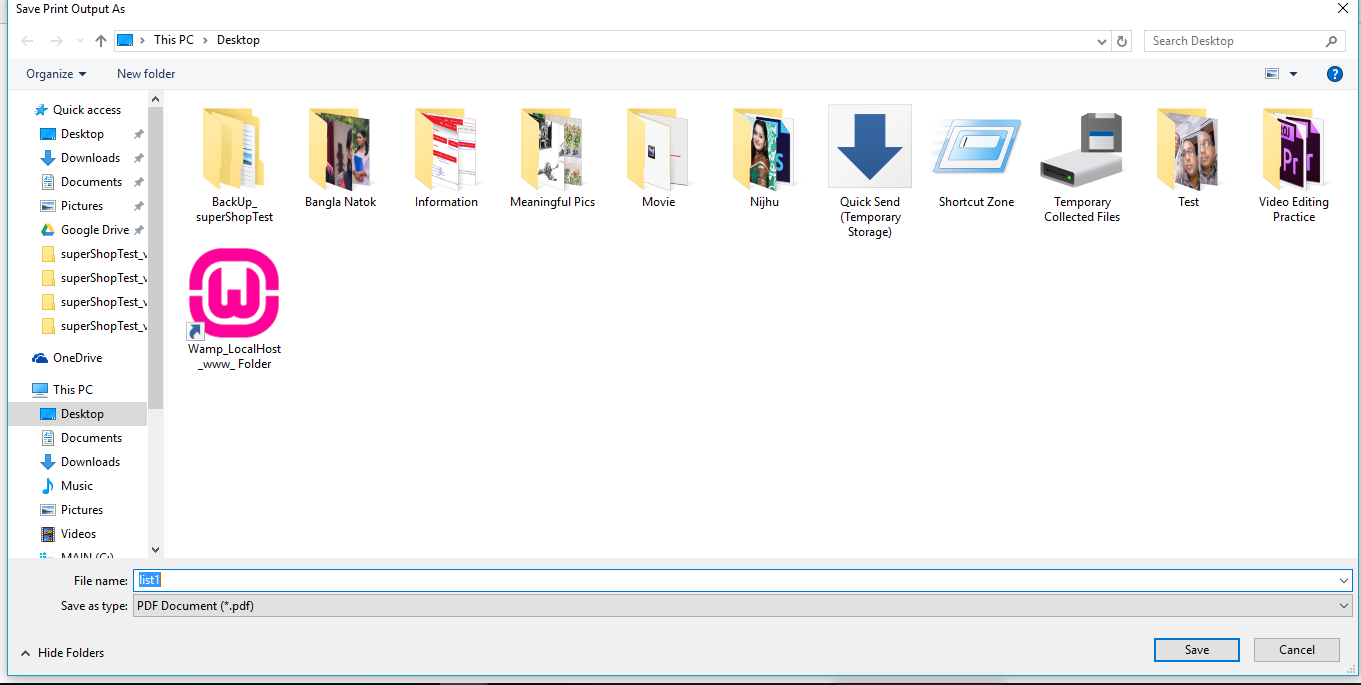 Save Print Output As
This PC
Desktop
Search Desktop
Organize
New folder
Quick access
Desktop
Downloads
Documents
Pictures
Google Drive
superShopTest_v
superShopTest_v
superShopTest_v
superShopTest_v
OneDrive
This PC
Desktop
Documents
Downloads
Music
Pictures
Videos
MAIN (C:)
BackUp_
superShopTest
Bangla Natok
Information
Meaningful Pics
Movie
Nijhu
Quick Send
(Temporary
Storage)
Shortcut Zone
Temporary
Collected Files
Test
Video Editing
Practice
Wamp_LocalHost
_www_ Folder
File name: list1
Save as type: PDF Document (*.pdf)
Hide Folders
Save
Cancel